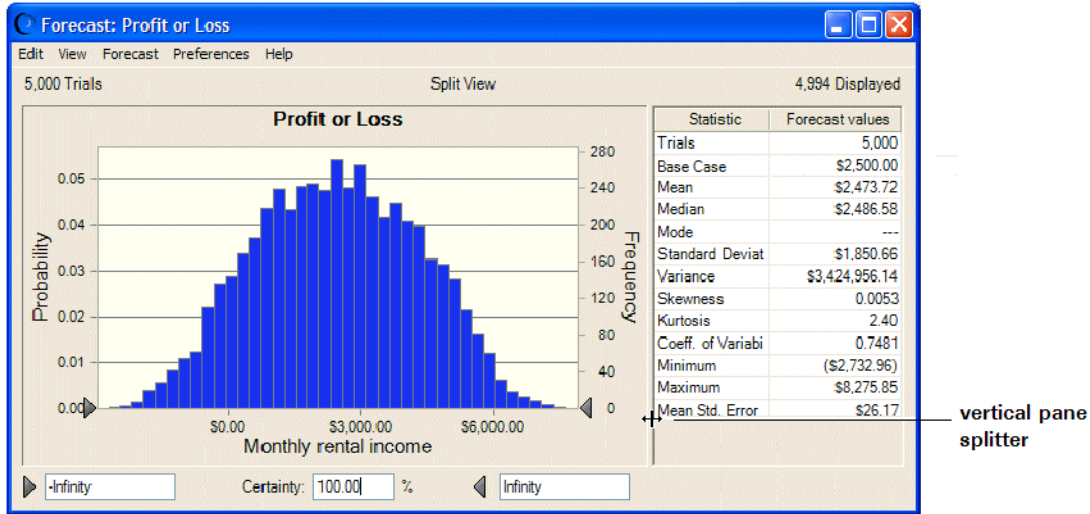 Forecast: Profit or Loss
Edit View Forecast Preferences Help
5,000 Trials Split View 4,994 Displayed
Profit or Loss
Probability
0.05
0.04
0.03
0.02
0.01
0.00
280
240
200
160
120
80
40
0
Frequency
$0.00 $3,000.00 $6,000.00
Monthly rental income
Statistic Forecast values
Trials 5,000
Base Case $2,500.00
Mean $2,473.72
Median $2,486.58
Mode ---
Standard Deviat $1,850.66
Variance $3,424,956.14
Skewness 0.0053
Kurtosis 2.40
Coeff. of Variabi 0.7481
Minimum ($2,732.96)
Maximum $8,275.85
Mean Std. Error $26.17
vertical pane
splitter
-Infinity Certainty: 100.00 % Infinity